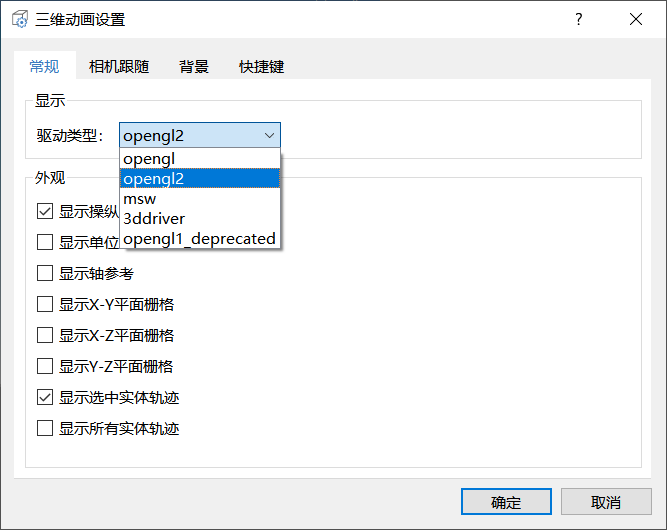 三维动画设置
?
常规 相机跟随 背景 快捷键
显示
驱动类型： opengl2
opengl
opengl2
msw
3ddriver
opengl1_deprecated
外观
显示操纵
显示单位
显示轴参考
显示X-Y平面栅格
显示X-Z平面栅格
显示Y-Z平面栅格
显示选中实体轨迹
显示所有实体轨迹
确定 取消